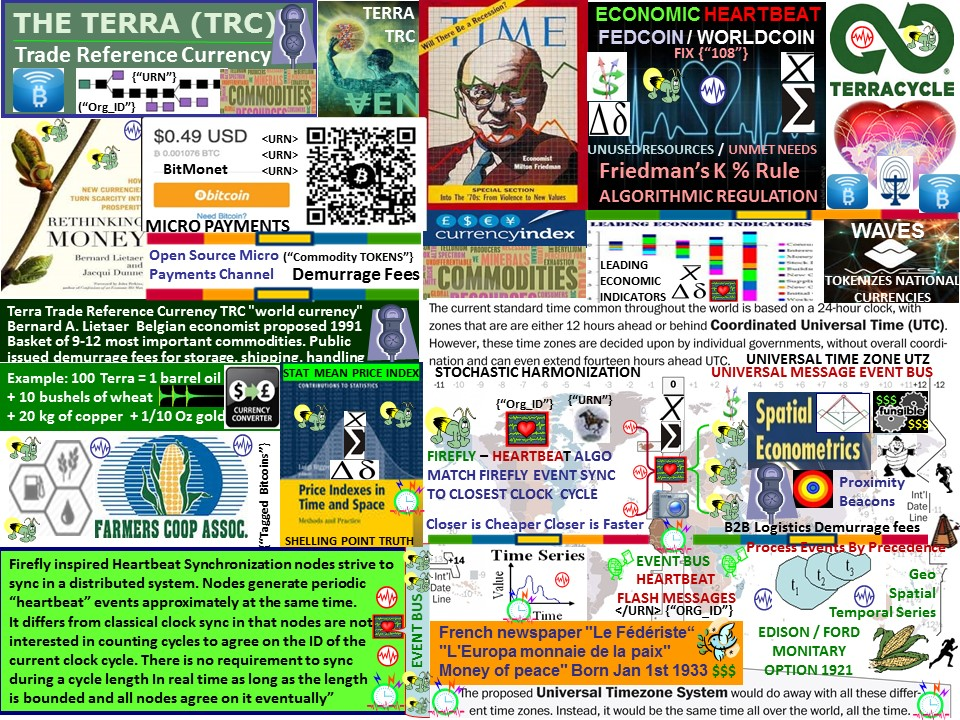 THE TERRA (TRC)
Trade Reference Currency
{“URN”}
(“Org_ID”}
COMMODITIES
TERRA
TRC
VEN
Will There Be a Recession?
TIME
Economist
Milton Friedman
SPECIAL SECTION
Into The '70s: From Violence to New Values
ECONOMIC HEARTBEAT
FEDCOIN / WORLDCOIN
FIX {“108”}
X
Σ
Δδ
UNUSED RESOURCES / UNMET NEEDS
Friedman’s K % Rule
ALGORITHMIC REGULATION
TERRACYCLE
HOW
NEW CURRENCIES
TURN SCARCITY INTO
PROSPERITY
RETHINKING
MONEY
Bernard Lietaer
and
Jacqui Dunne
$0.49 USD
B 0.001076 BTC
BitMonet
bitcoin
Need Bitcoin?
MICRO PAYMENTS
<URN>
<URN>
<URN>
Open Source Micro
Payments Channel
(“Commodity TOKENS”}
Demurrage Fees
currencyindex
COMMODITIES
LEADING ECONOMIC INDICATORS
LEADING
ECONOMIC
INDICATORS
X
Δδ
WAVES
TOKENIZES NATIONAL
CURRENCIES
Terra Trade Reference Currency TRC "world currency"
Bernard A. Lietaer Belgian economist proposed 1991
Basket of 9-12 most important commodities. Public
issued demurrage fees for storage, shipping, handling
The current standard time common throughout the world is based on a 24-hour clock, with
zones that are either 12 hours ahead or behind Coordinated Universal Time (UTC).
However, these time zones are decided upon by individual governments, without overall coordi-
nation and can even extend fourteen hours ahead UTC.
Example: 100 Terra = 1 barrel oil
+ 10 bushels of wheat
+ 20 kg of copper + 1/10 Oz gold
CURRENCY
CONVERTER
STAT MEAN PRICE INDEX
CONTRIBUTIONS TO STATISTICS
X
Σ
Δδ
Price Indexes in
Time and Space
Methods and Practice
SHELLING POINT TRUTH
FARMERS COOP ASSOC.
{“Tagged Bitcoins”}
STOCHASTIC HARMONIZATION
UNIVERSAL TIME ZONE UTZ
UNIVERSAL MESSAGE EVENT BUS
-11 -10 0 +12 -12
{“Org_ID”}
{“URN”}
X
Σ
Δδ
FIREFLY – HEARTBEAT ALGO
MATCH FIREFLY EVENT SYNC
TO CLOSEST CLOCK CYCLE
Closer is Cheaper Closer is Faster
Spatial
Econometrics
$$$
fungible
$$$
Proximity
Beacons
Int'l
Date
Line
B2B Logistics Demurrage fees
Process Events By Precedence
Firefly inspired Heartbeat Synchronization nodes strive to
sync in a distributed system. Nodes generate periodic
“heartbeat” events approximately at the same time.
It differs from classical clock sync in that nodes are not
interested in counting cycles to agree on the ID of the
current clock cycle. There is no requirement to sync
during a cycle length In real time as long as the length
is bounded and all nodes agree on it eventually”
EVENT BUS
+14
Int'l
Date
Line
Time Series
Value
Time
EVENT BUS
HEARTBEAT
FLASH MESSAGES
</URN> {“ORG_ID”}
t1
t2
t3
Geo
Spatial
Temporal Series
French newspaper "Le Fédériste“
"L'Europa monnaie de la paix"
Money of peace" Born Jan 1st 1933 $$$
EDISON / FORD
MONITARY
OPTION 1921
The proposed Universal Timezone System would do away with all these differ-
ent time zones. Instead, it would be the same time all over the world, all the time.